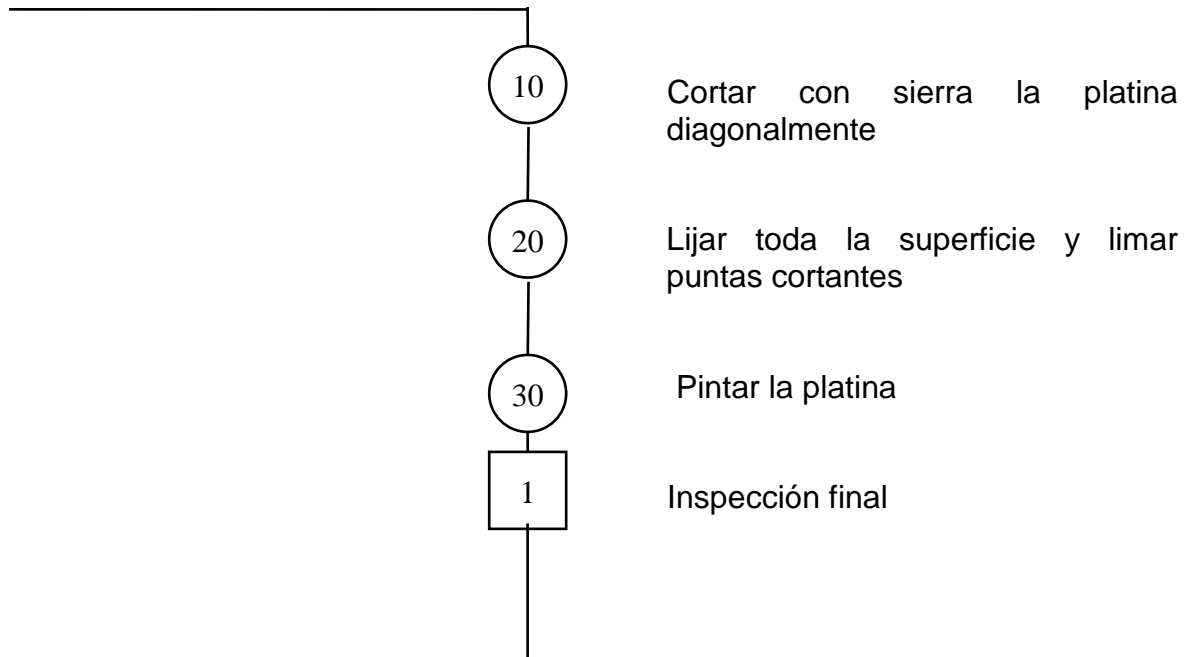 10
Cortar con sierra la platina
diagonalmente
20
Lijar toda la superficie y limar
puntas cortantes
30
Pintar la platina
1
Inspección final